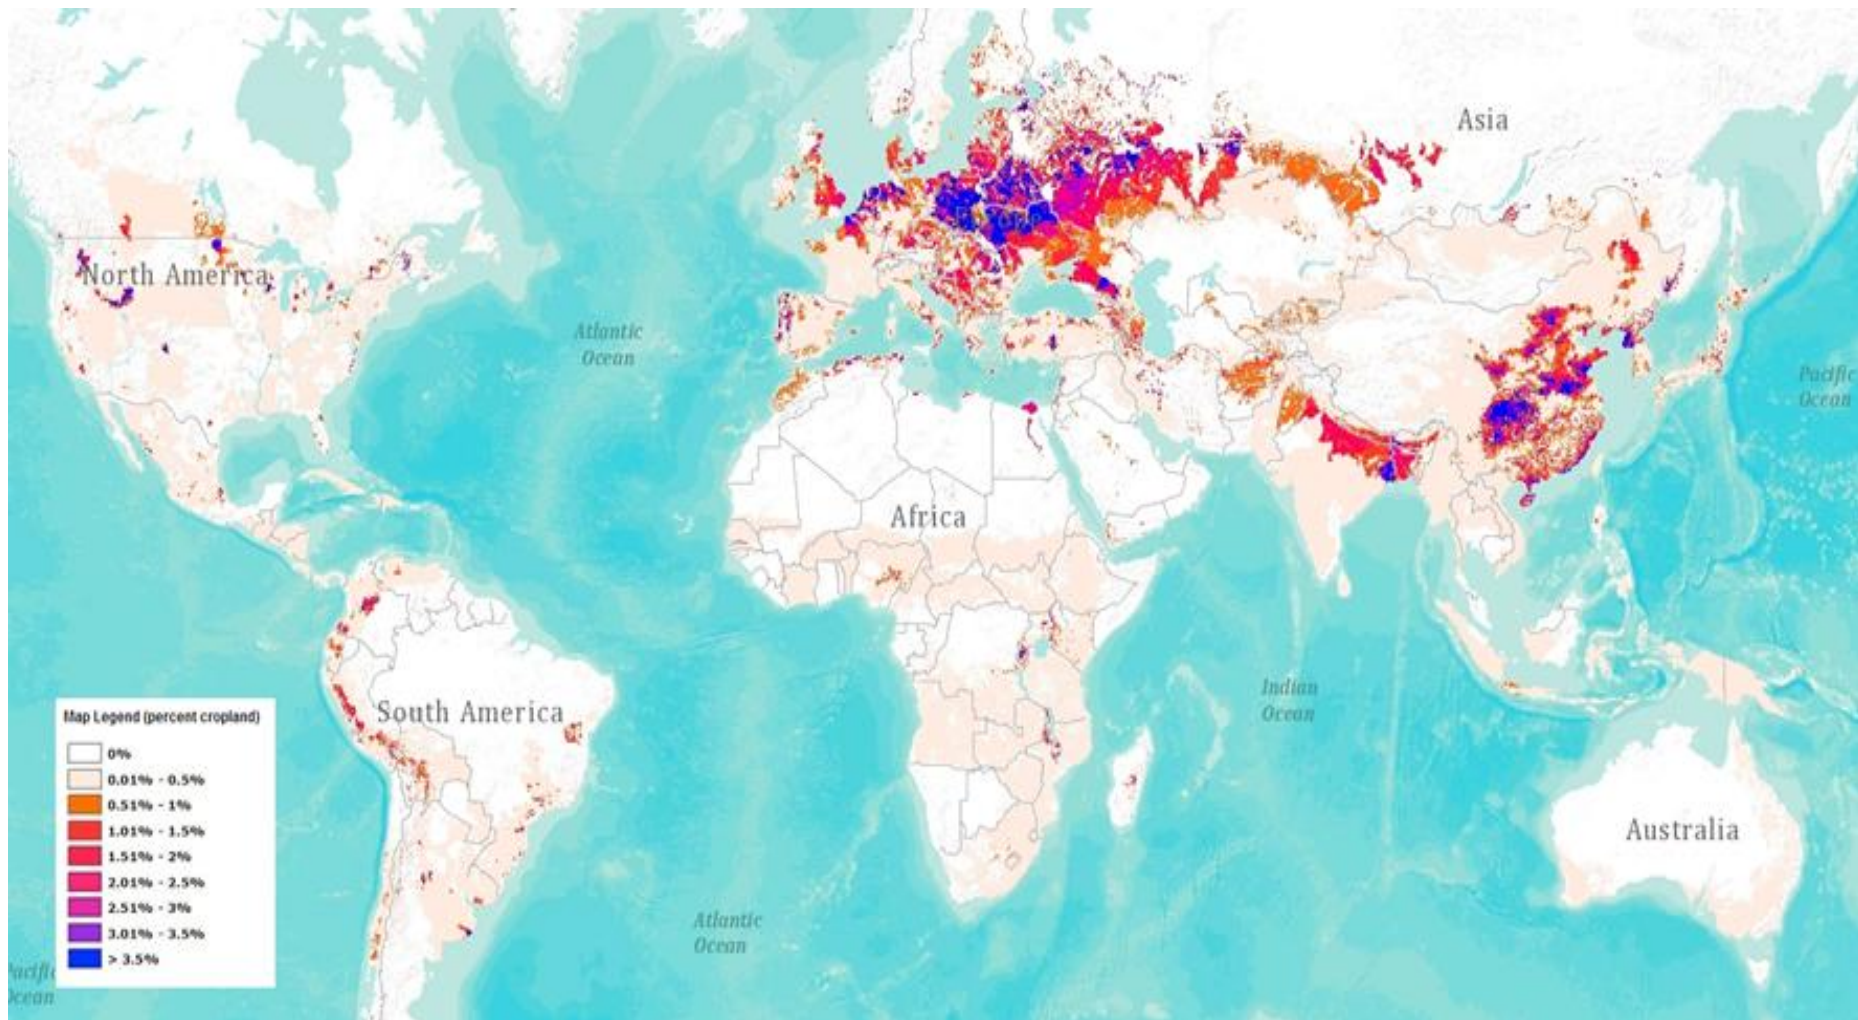 Asia
North America
Atlantic
Ocean
Pacific
Ocean
Africa
Indian
Ocean
South America
Map Legend (percent cropland)
0%
0.01% - 0.5%
0.51% - 1%
1.01% - 1.5%
1.51% - 2%
2.01% - 2.5%
2.51% - 3%
3.01% - 3.5%
> 3.5%
Australia
Atlantic
Ocean
Pacific
Ocean